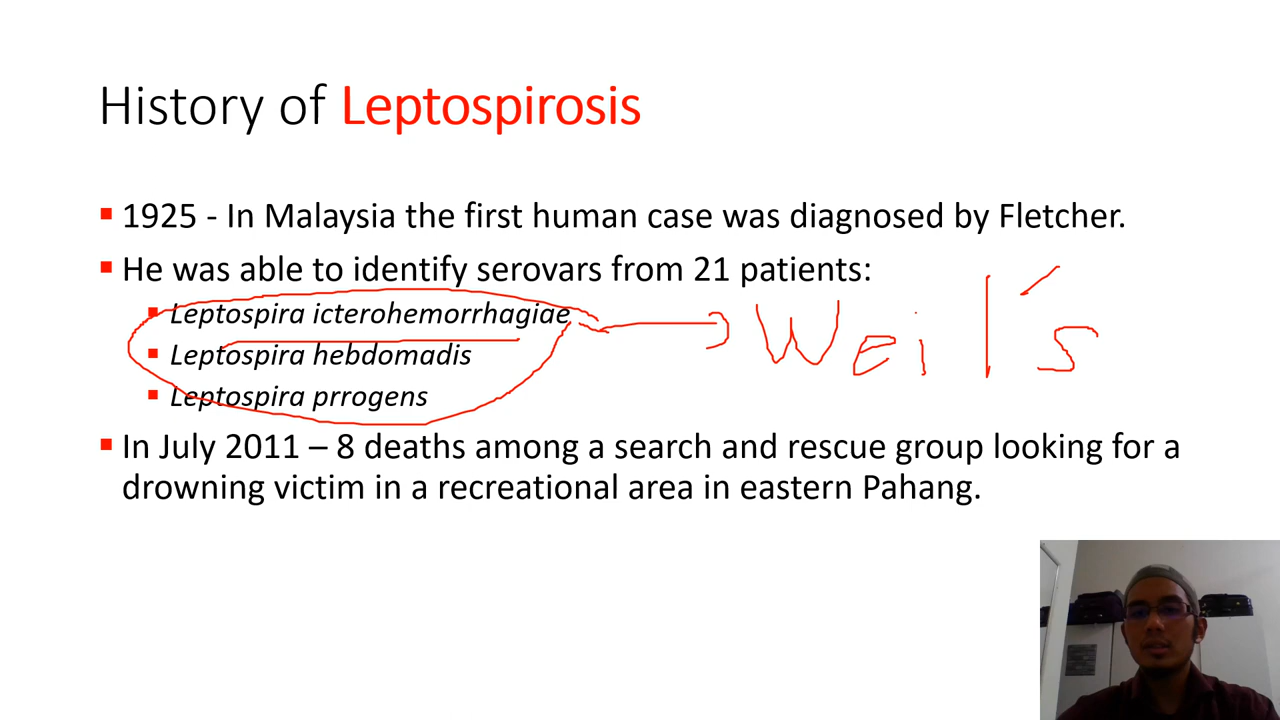 History of Leptospirosis
1925 - In Malaysia the first human case was diagnosed by Fletcher.
He was able to identify serovars from 21 patients:
Leptospira icterohemorrhagiae
Leptospira hebdomadis
Leptospira prrogens
Weil's
In July 2011 – 8 deaths among a search and rescue group looking for a
drowning victim in a recreational area in eastern Pahang.